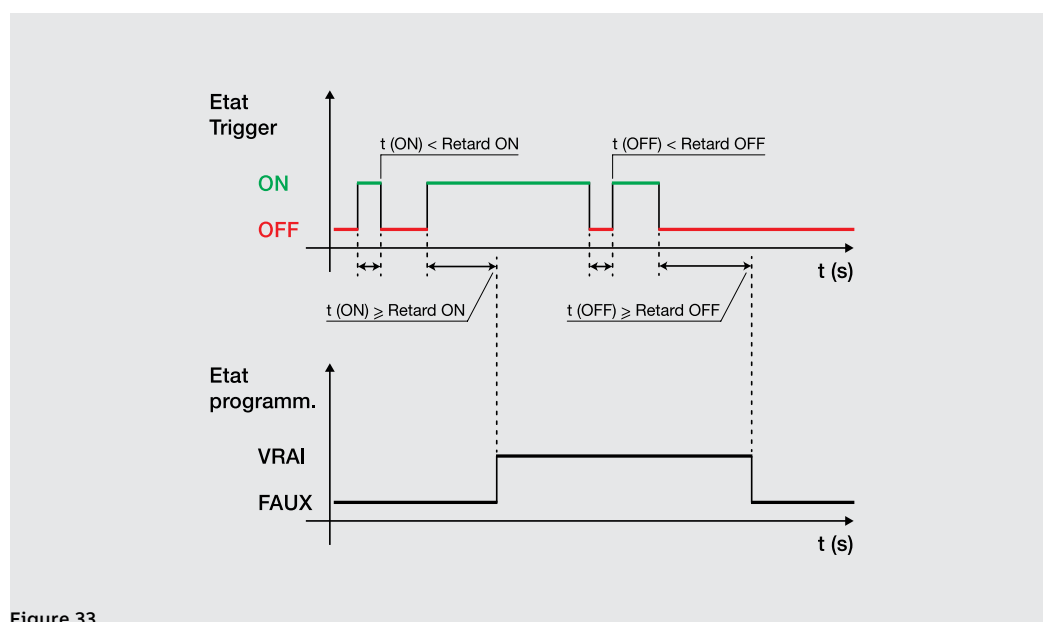 Etat
Trigger
t (ON) < Retard ON
t (OFF) < Retard OFF
ON
OFF
t (s)
t (ON) ⩾ Retard ON
t (OFF) ⩾ Retard OFF
Etat
programm.
VRAI
FAUX
t (s)
Figure 33